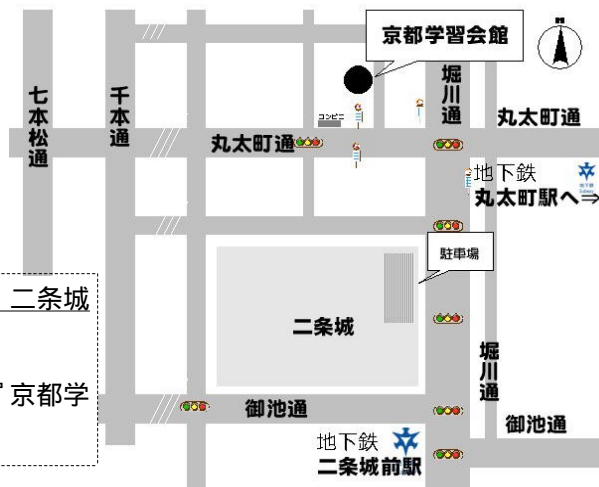 京都学習会館
N
七本松通
千本通
堀川通
コンビニ
丸太町通
丸太町通
地下鉄
丸太町駅へ⇒
駐車場
二条城
二条城
京都学
堀川通
御池通
御池通
地下鉄
二条城前駅